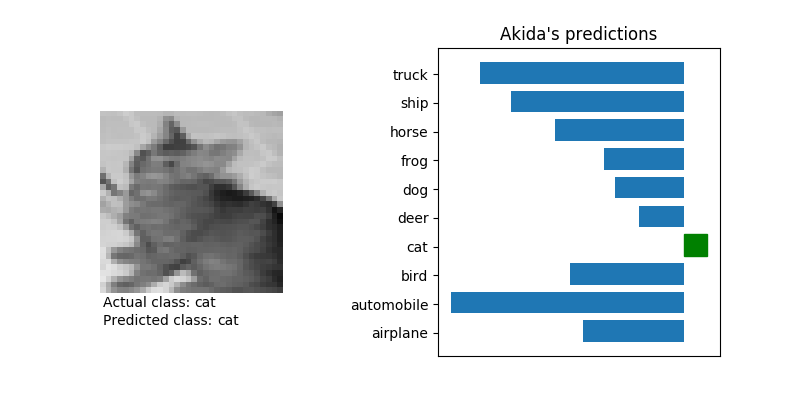 Akida's predictions
truck
ship
horse
frog
dog
deer
cat
bird
automobile
airplane
Actual class: cat
Predicted class: cat